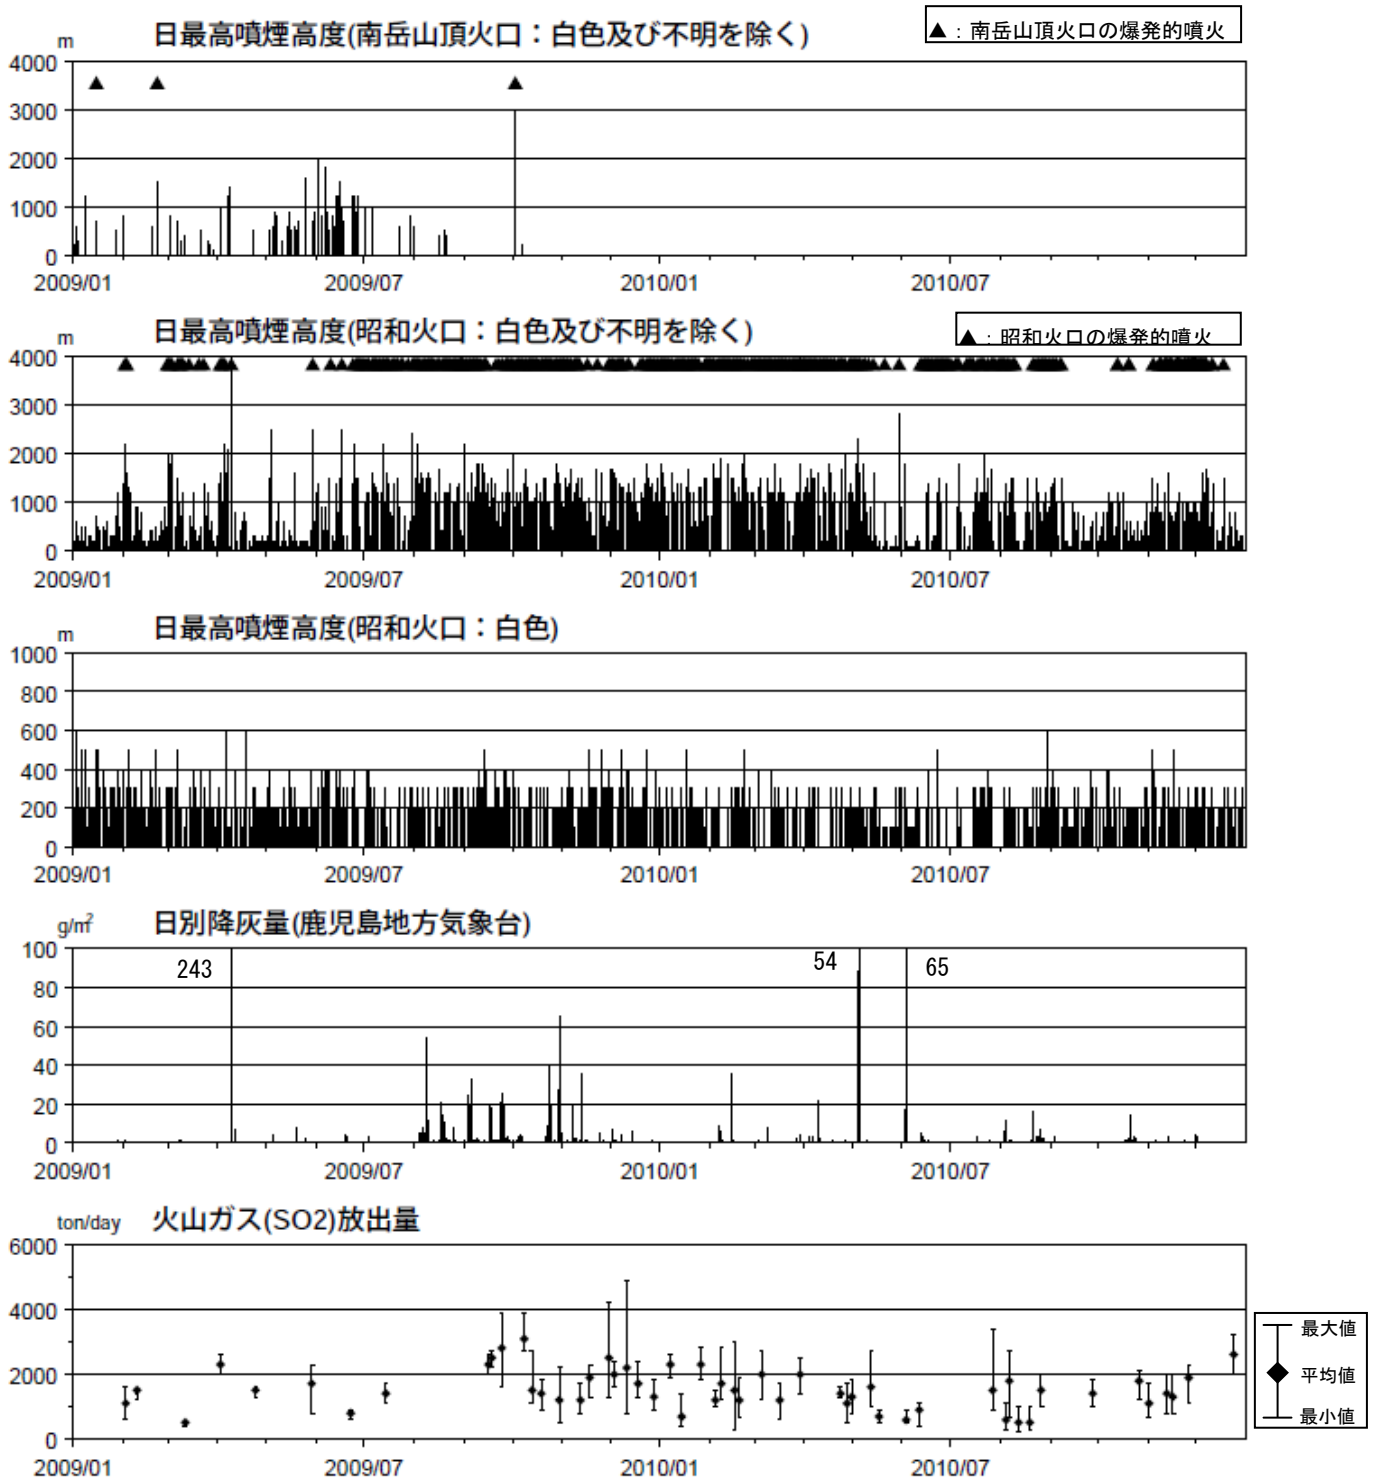 日最高噴煙高度(南岳山頂火口：白色及び不明を除く)
▲：南岳山頂火口の爆発的噴火
m
4000
3000
2000
1000
0
2009/01 2009/07 2010/01 2010/07
日最高噴煙高度(昭和火口：白色及び不明を除く)
▲：昭和火口の爆発的噴火
m
4000
3000
2000
1000
0
2009/01 2009/07 2010/01 2010/07
日最高噴煙高度(昭和火口：白色)
m
1000
800
600
400
200
0
2009/01 2009/07 2010/01 2010/07
g/㎡ 日別降灰量(鹿児島地方気象台)
100
80
60
40
20
0
243
54
65
2009/01 2009/07 2010/01 2010/07
ton/day 火山ガス(SO2)放出量
6000
4000
2000
0
2009/01 2009/07 2010/01 2010/07
最大値
平均値
最小値